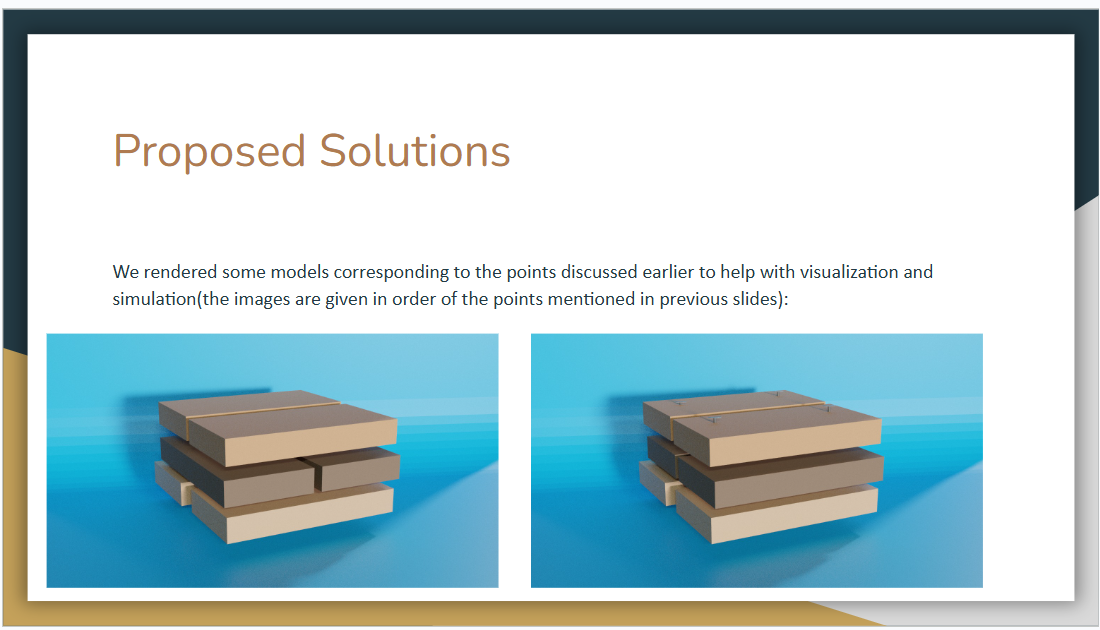 Proposed Solutions
We rendered some models corresponding to the points discussed earlier to help with visualization and
simulation(the images are given in order of the points mentioned in previous slides):